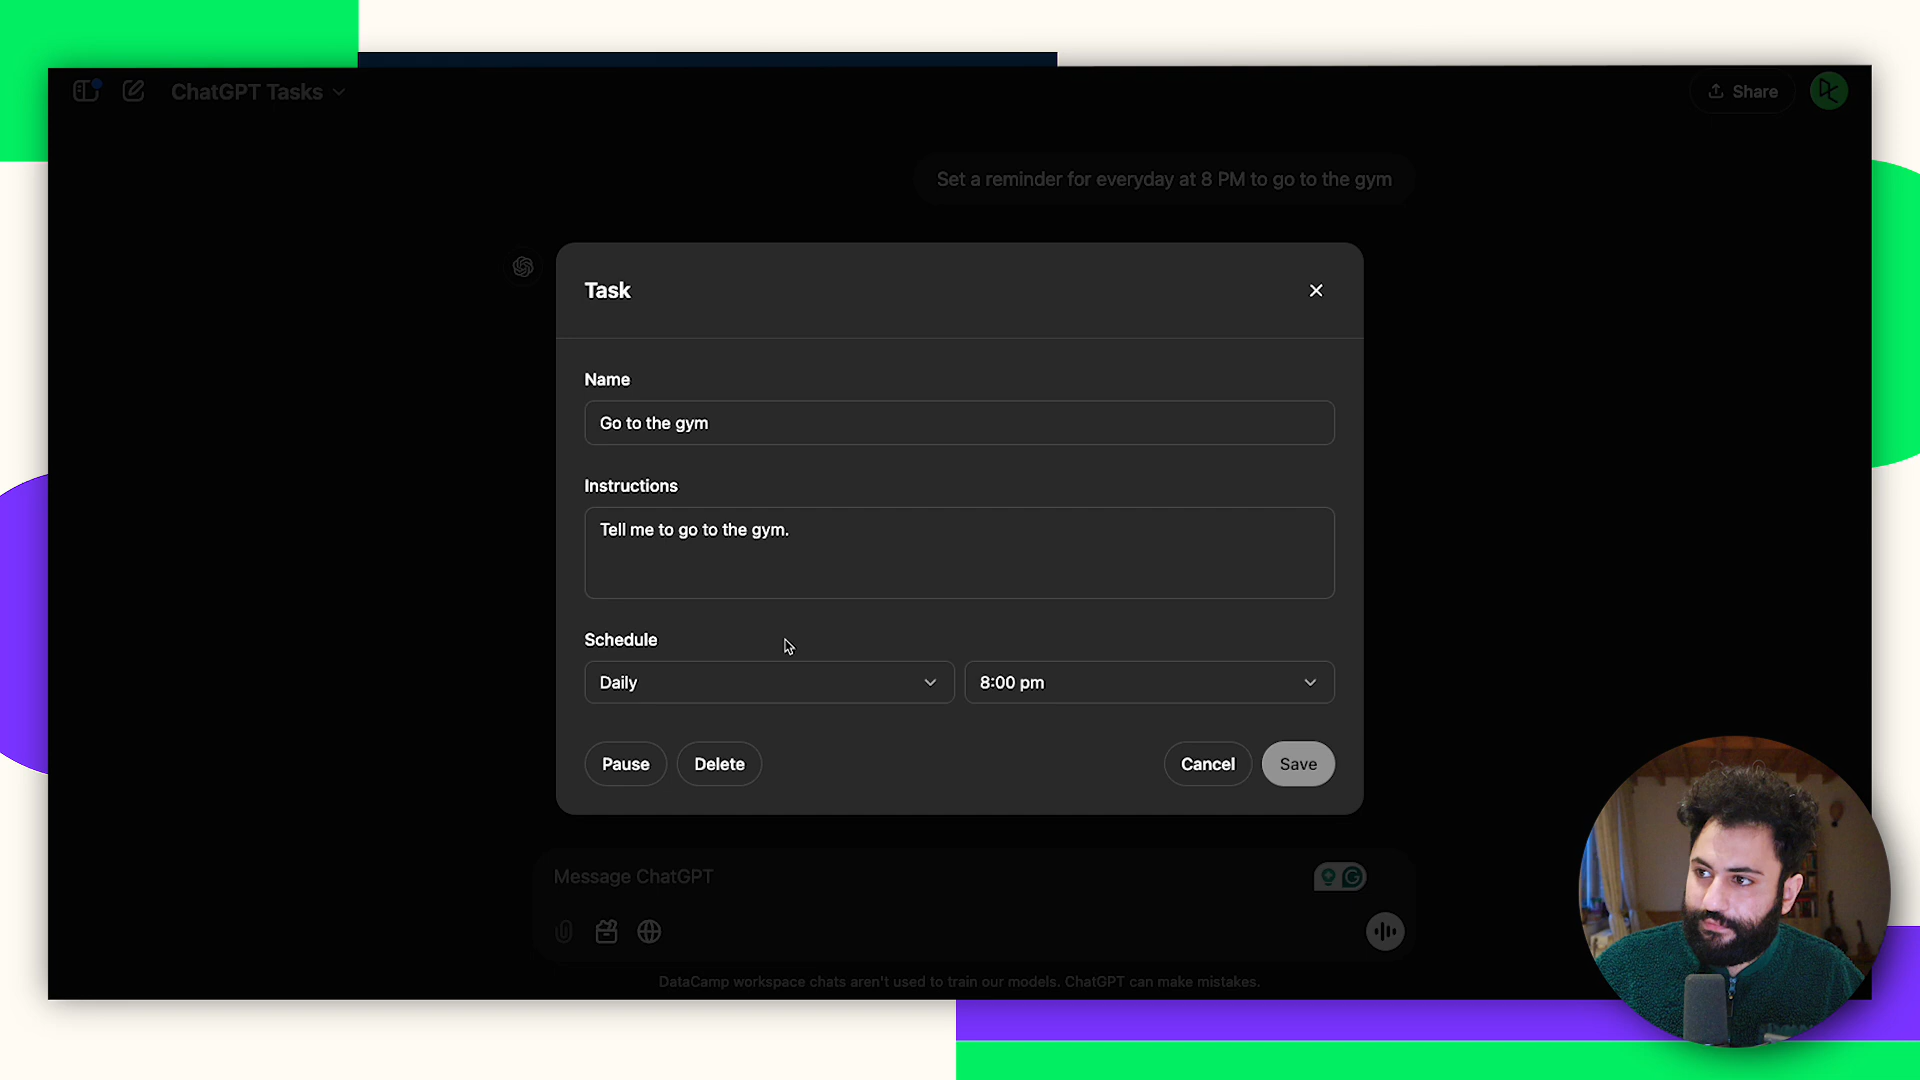 ChatGPT Tasks
Share
Set a reminder for everyday at 8 PM to go to the gym
Task
Name
Go to the gym
Instructions
Tell me to go to the gym.
Schedule
Daily
8:00 pm
Pause
Delete
Cancel
Save
Message ChatGPT
DataCamp workspace chats aren't used to train our models. ChatGPT can make mistakes.